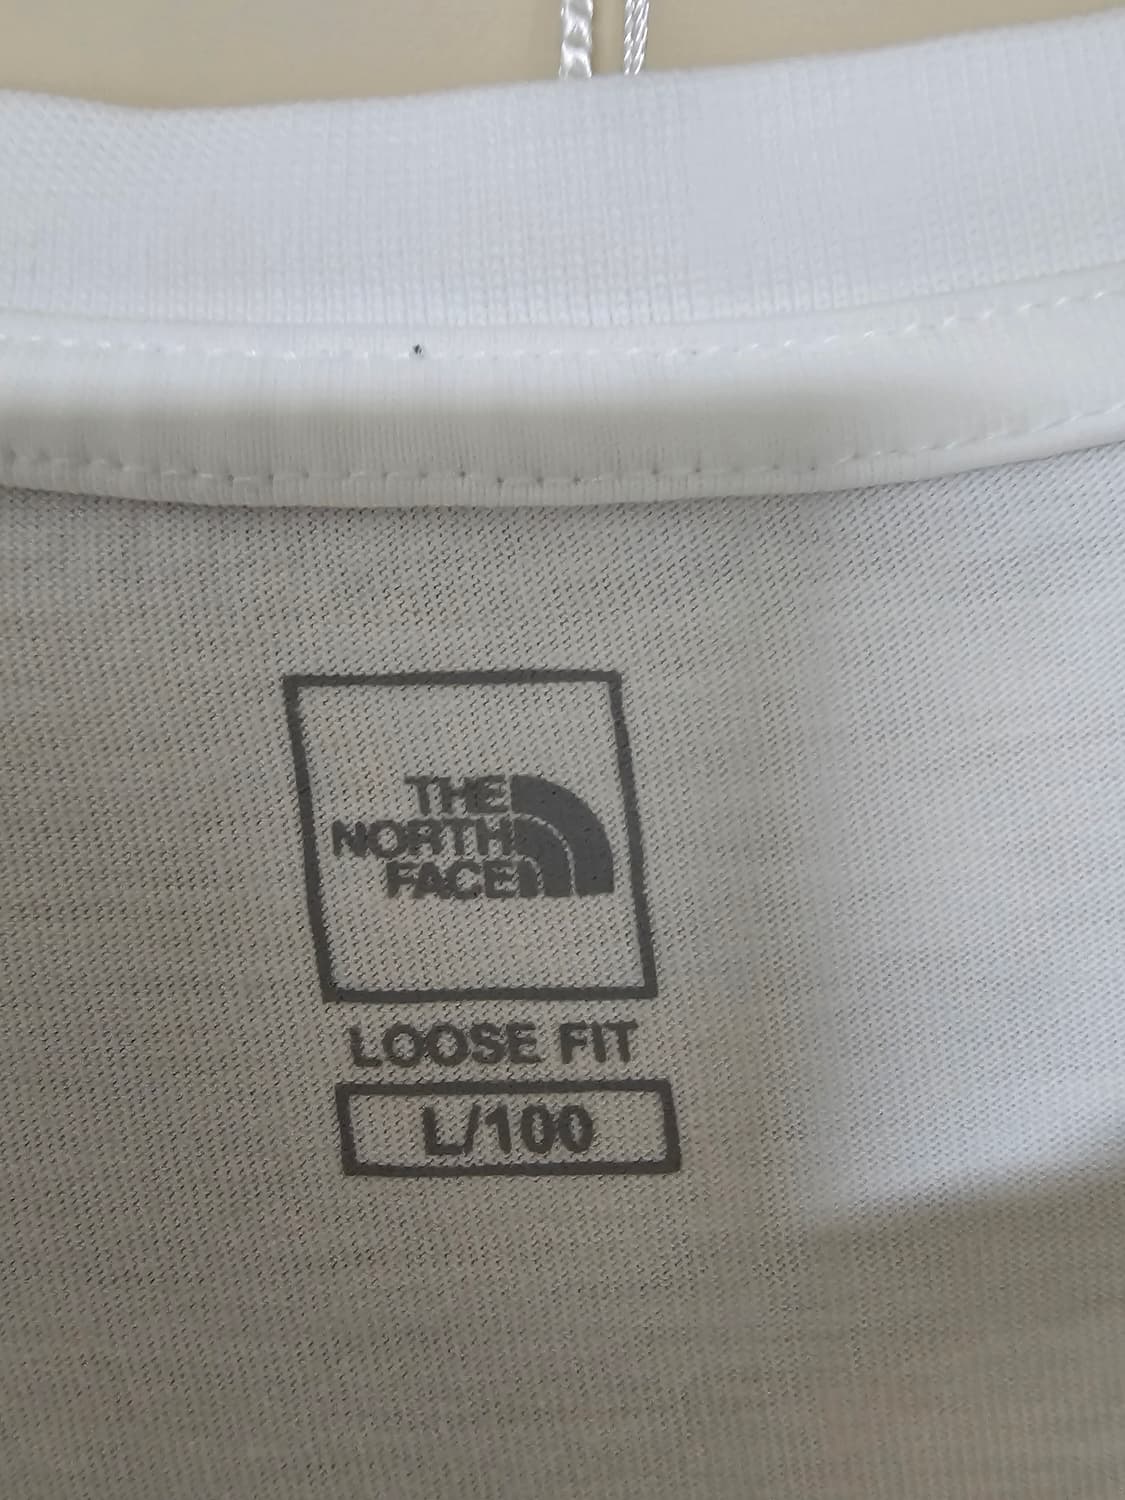 THE
NORTH
FACE
LOOSE FIT
L/100